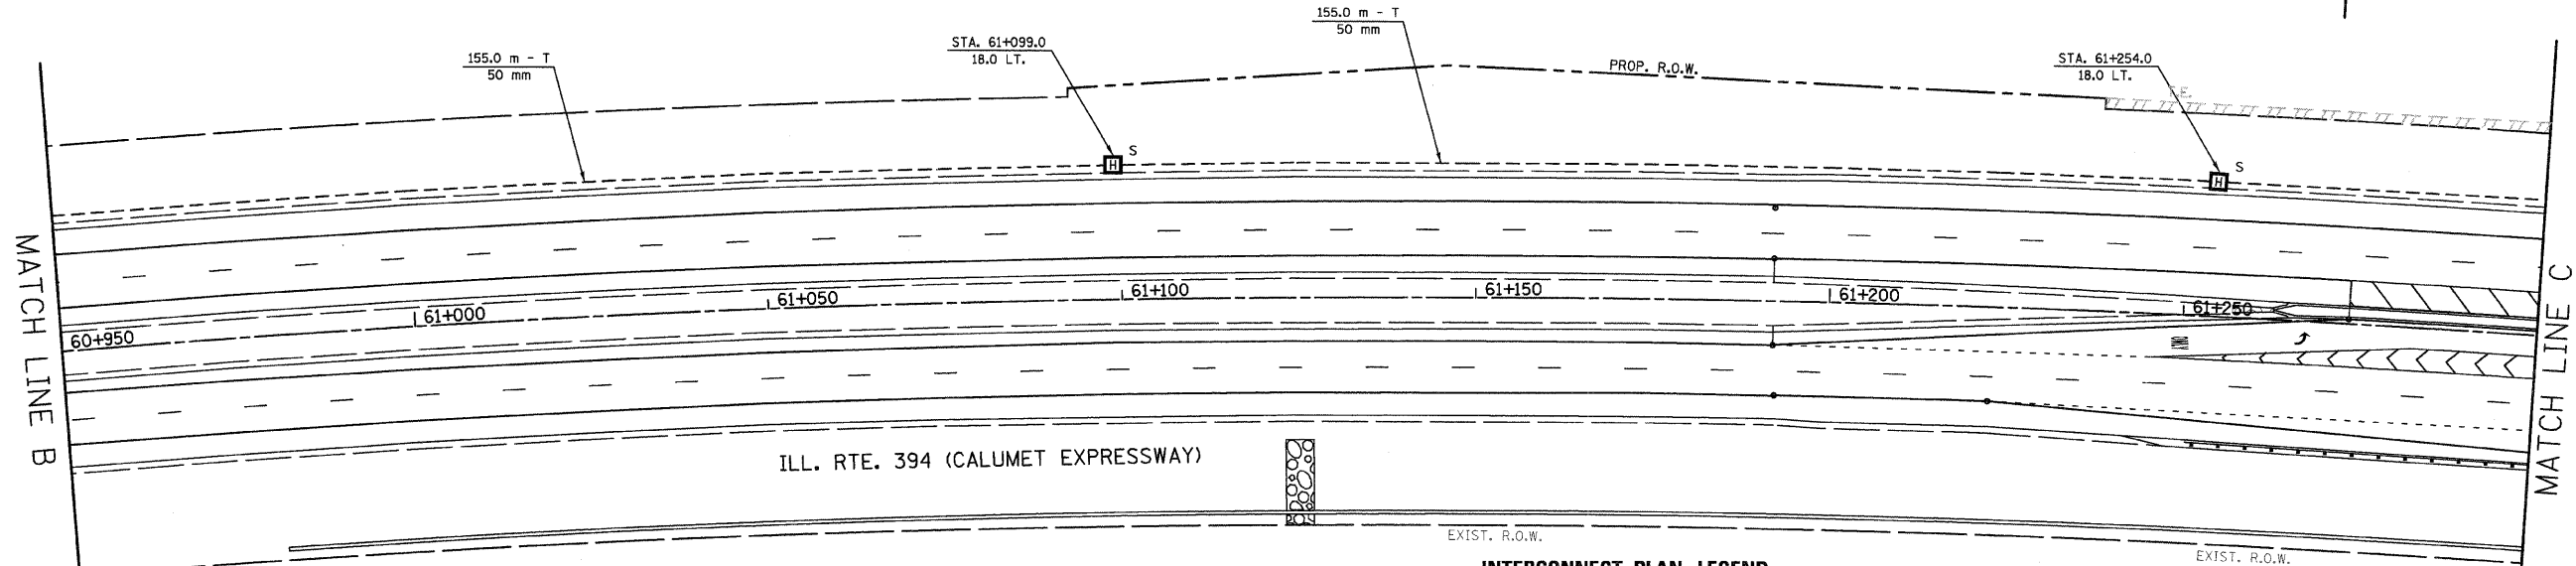 155.0 m - T
50 mm
STA. 61+099.0
18.0 LT.
155.0 m - T
50 mm
STA. 61+254.0
18.0 LT.
PROP. R.O.W.
T.E.
H S
H S
MATCH LINE B
MATCH LINE C
60+950
61+000
61+050
61+100
61+150
61+200
61+250
ILL. RTE. 394 (CALUMET EXPRESSWAY)
EXIST. R.O.W.
EXIST. R.O.W.
INTERCONNECT PLAN LEGEND